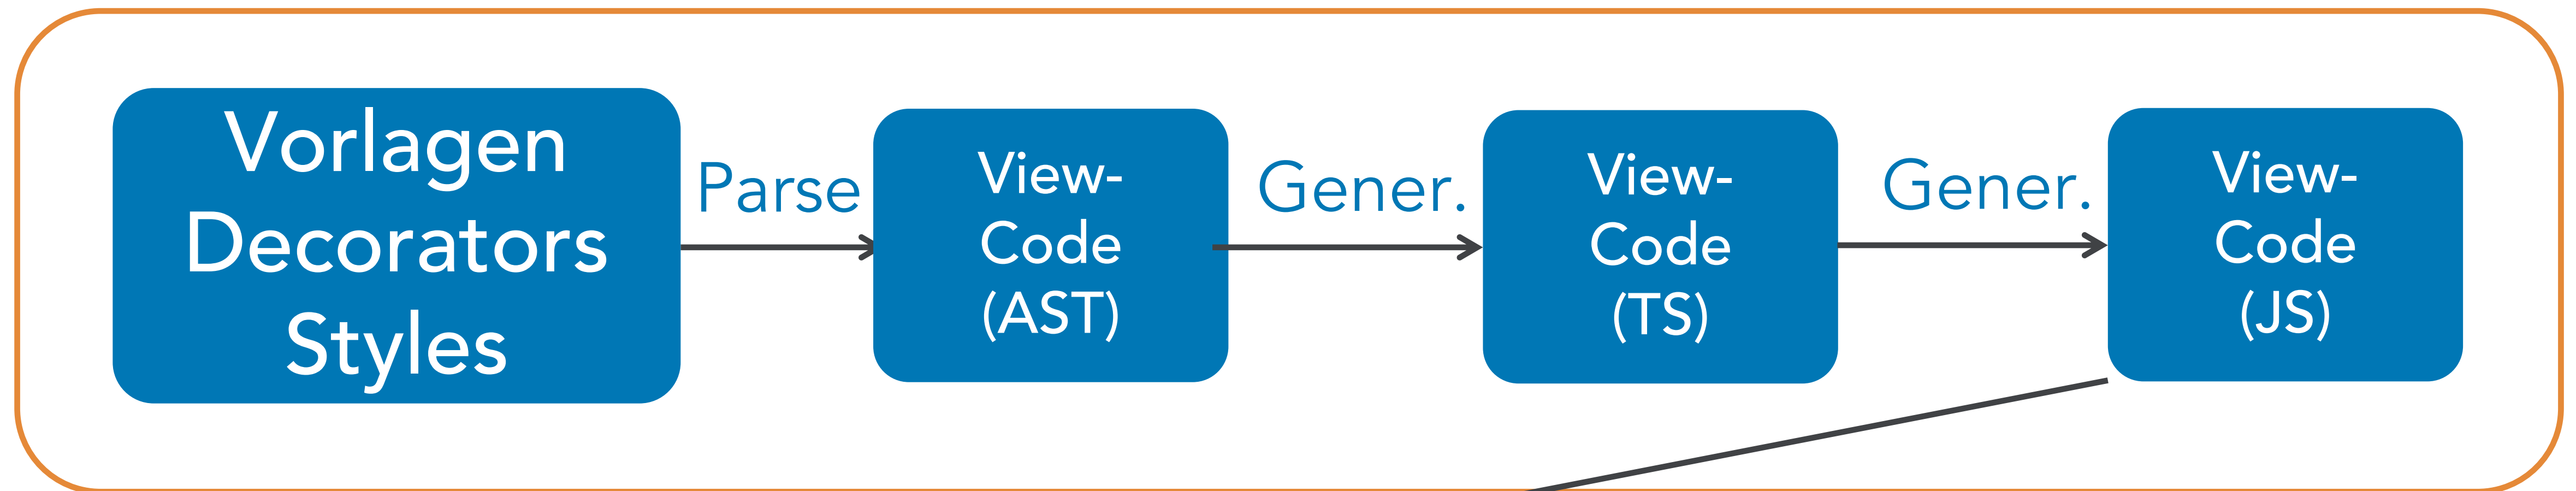 Vorlagen
Decorators
Styles
Parse
View-
Code
(AST)
Gener.
View-
Code
(TS)
Gener.
View-
Code
(JS)